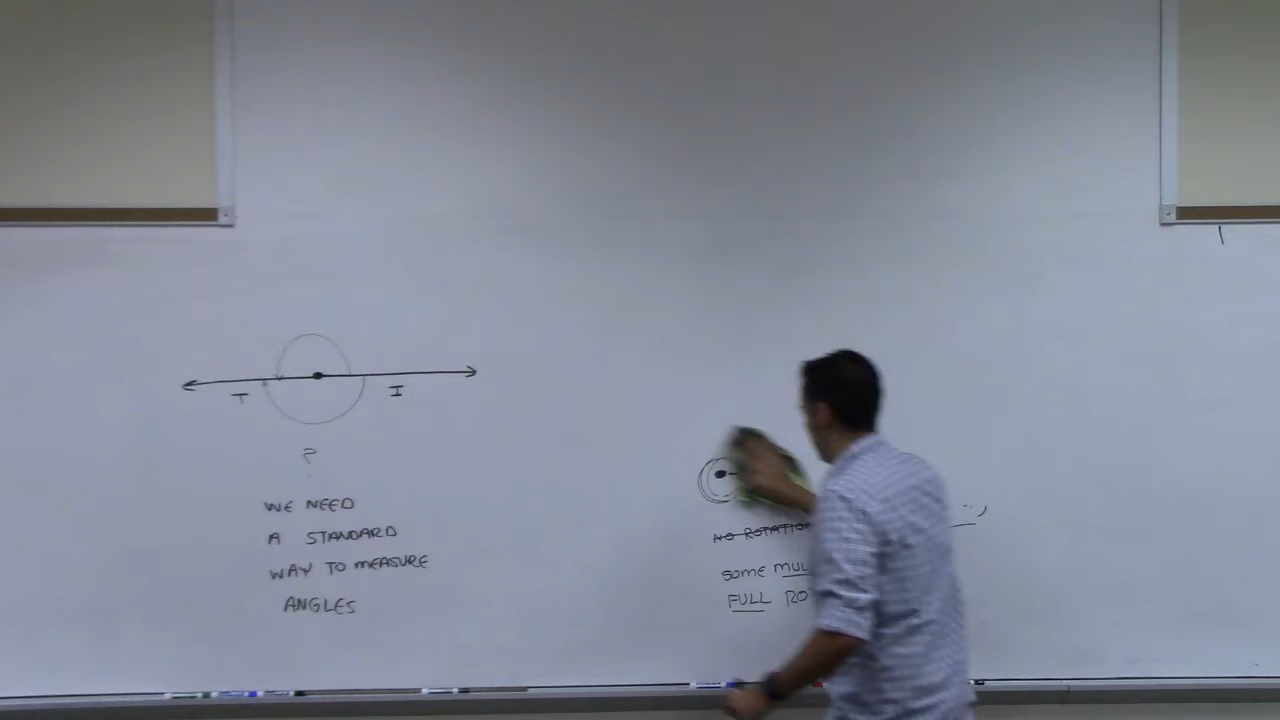 T I
?
WE NEED
A STANDARD
WAY TO MEASURE
ANGLES
NO ROTATION
SOME MUL
FULL RO